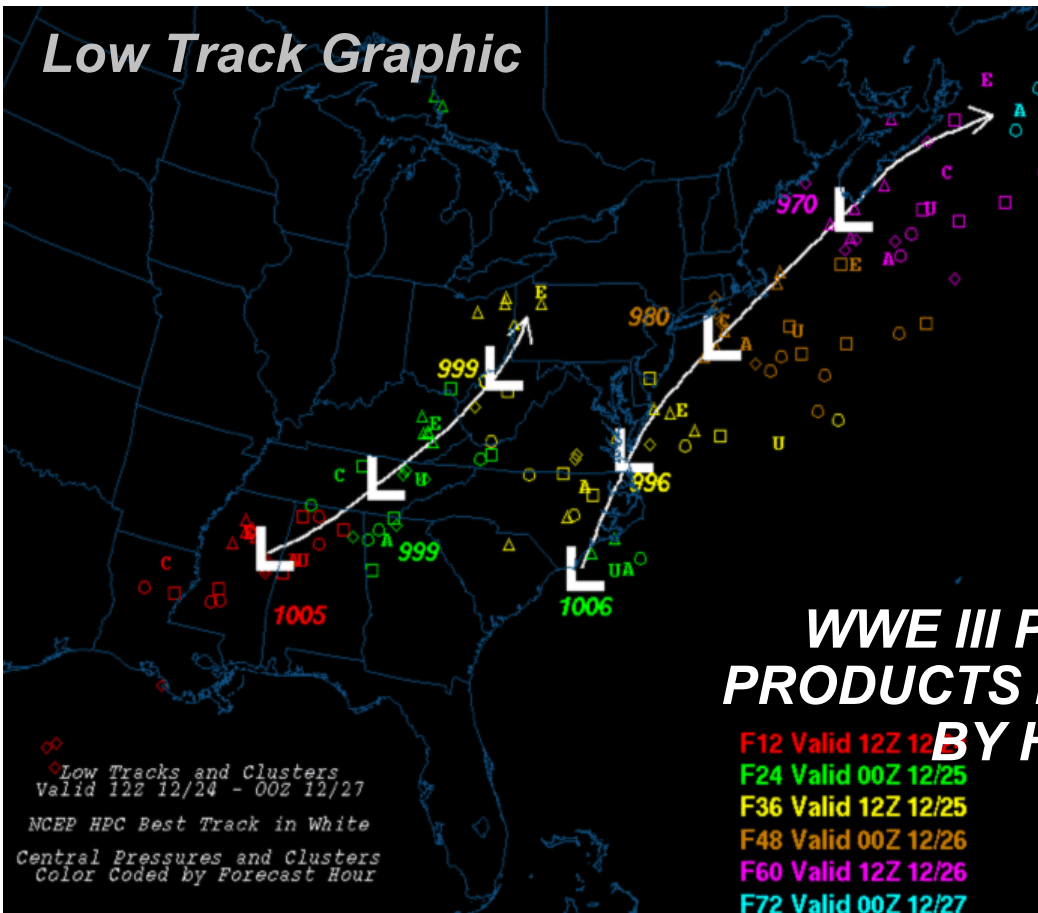 Low Track Graphic
E
A
970
C
U
A
E
E
980
C
U
A
999
E
E
U
C
U
A
996
A
999
E
C
U
U A
1005
1006
WWE III P
PRODUCTS
BY H
F12 Valid 12Z 12/
F24 Valid 00Z 12/25
F36 Valid 12Z 12/25
F48 Valid 00Z 12/26
F60 Valid 12Z 12/26
F72 Valid 00Z 12/27
Low Tracks and Clusters
Valid 12Z 12/24 - 00Z 12/27
NCEP HPC Best Track in White
Central Pressures and Clusters
Color Coded by Forecast Hour